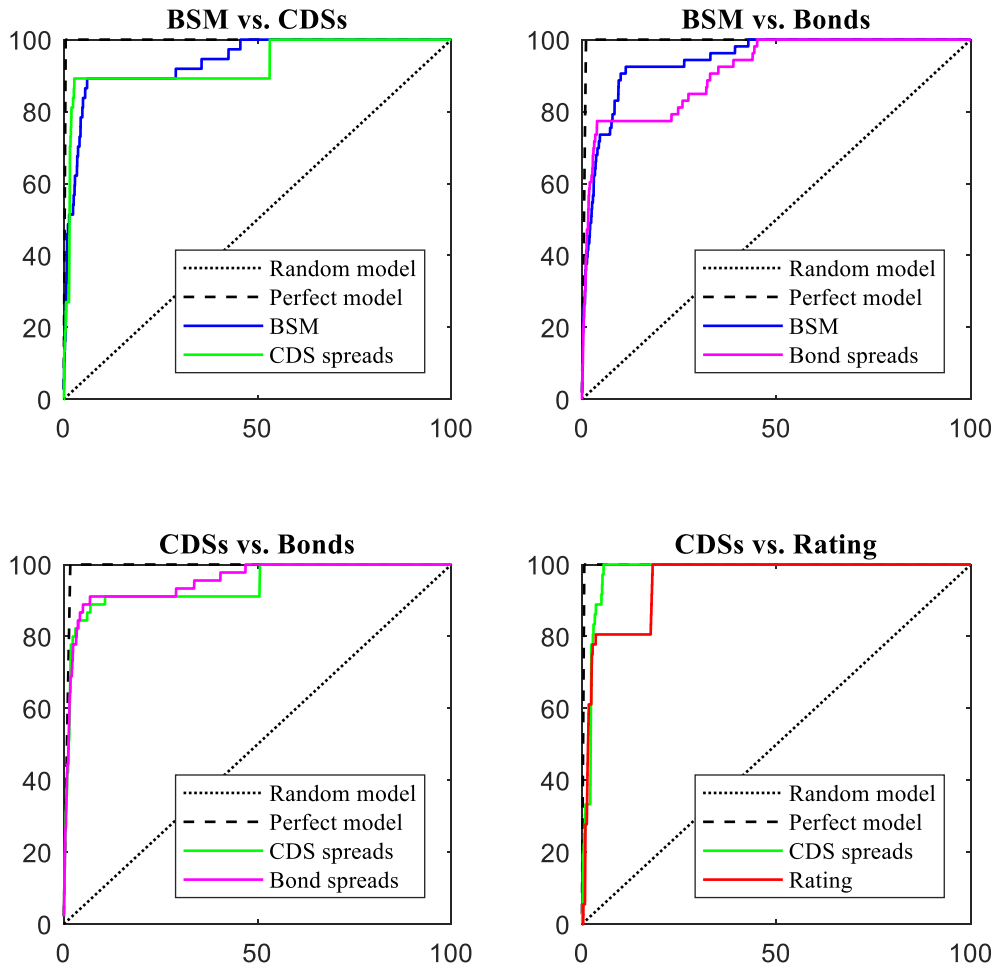 BSM vs. CDSs
100
80
60
40
20
0
0 50 100
Random model
Perfect model
BSM
CDS spreads
BSM vs. Bonds
100
80
60
40
20
0
0 50 100
Random model
Perfect model
BSM
Bond spreads
CDSs vs. Bonds
100
80
60
40
20
0
0 50 100
Random model
Perfect model
CDS spreads
Bond spreads
CDSs vs. Rating
100
80
60
40
20
0
0 50 100
Random model
Perfect model
CDS spreads
Rating